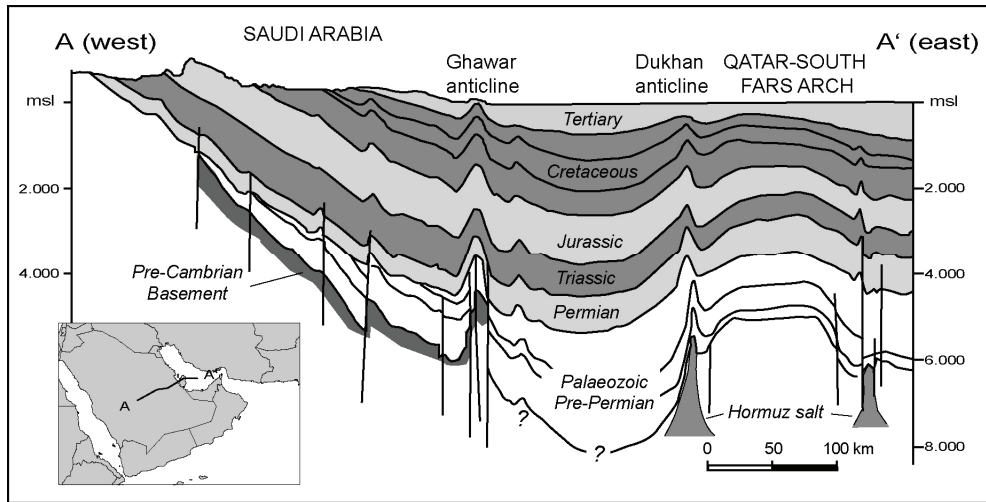 A (west)
SAUDI ARABIA
Ghawar
anticline
Dukhan
anticline
QATAR-SOUTH
FARS ARCH
A' (east)
msl
msl
Tertiary
Cretaceous
2.000
2.000
Jurassic
Triassic
4.000
4.000
Pre-Cambrian
Basement
Permian
Palaeozoic
Pre-Permian
6.000
6.000
?
?
Hormuz salt
8.000
0
50
100 km
A
A'